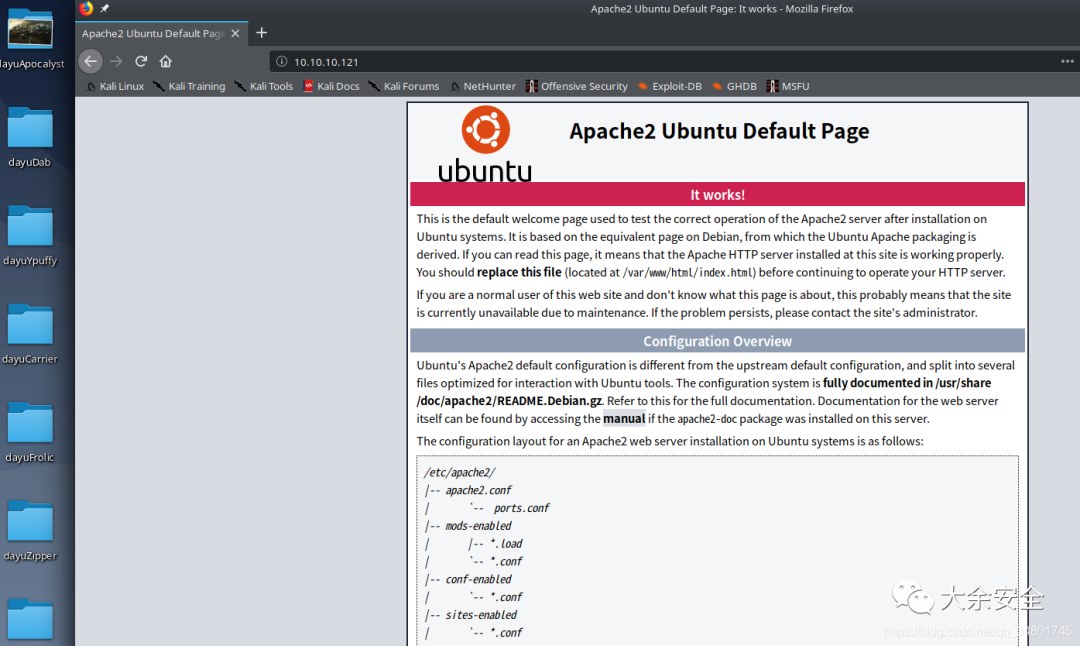 Apache2 Ubuntu Default Page: It works - Mozilla Firefox
Apache2 Ubuntu Default Page
10.10.10.121
Kali Linux Kali Training Kali Tools Kali Docs Kali Forums NetHunter Offensive Security Exploit-DB GHDB MSFU
ayuApocalyst
dayuDab
dayuYpuffy
dayuCarrier
dayuFrolic
dayuZipper
ubuntu
Apache2 Ubuntu Default Page
It works!
This is the default welcome page used to test the correct operation of the Apache2 server after installation on
Ubuntu systems. It is based on the equivalent page on Debian, from which the Ubuntu Apache packaging is
derived. If you can read this page, it means that the Apache HTTP server installed at this site is working properly.
You should replace this file (located at /var/www/html/index.html) before continuing to operate your HTTP server.
If you are a normal user of this web site and don't know what this page is about, this probably means that the site
is currently unavailable due to maintenance. If the problem persists, please contact the site's administrator.
Configuration Overview
Ubuntu's Apache2 default configuration is different from the upstream default configuration, and split into several
files optimized for interaction with Ubuntu tools. The configuration system is fully documented in /usr/share
/doc/apache2/README.Debian.gz. Refer to this for the full documentation. Documentation for the web server
itself can be found by accessing the manual if the apache2-doc package was installed on this server.
The configuration layout for an Apache2 web server installation on Ubuntu systems is as follows:
/etc/apache2/
|-- apache2.conf
| `-- ports.conf
|-- mods-enabled
| |-- *.load
| `-- *.conf
|-- conf-enabled
| `-- *.conf
|-- sites-enabled
| `-- *.conf
大余安全